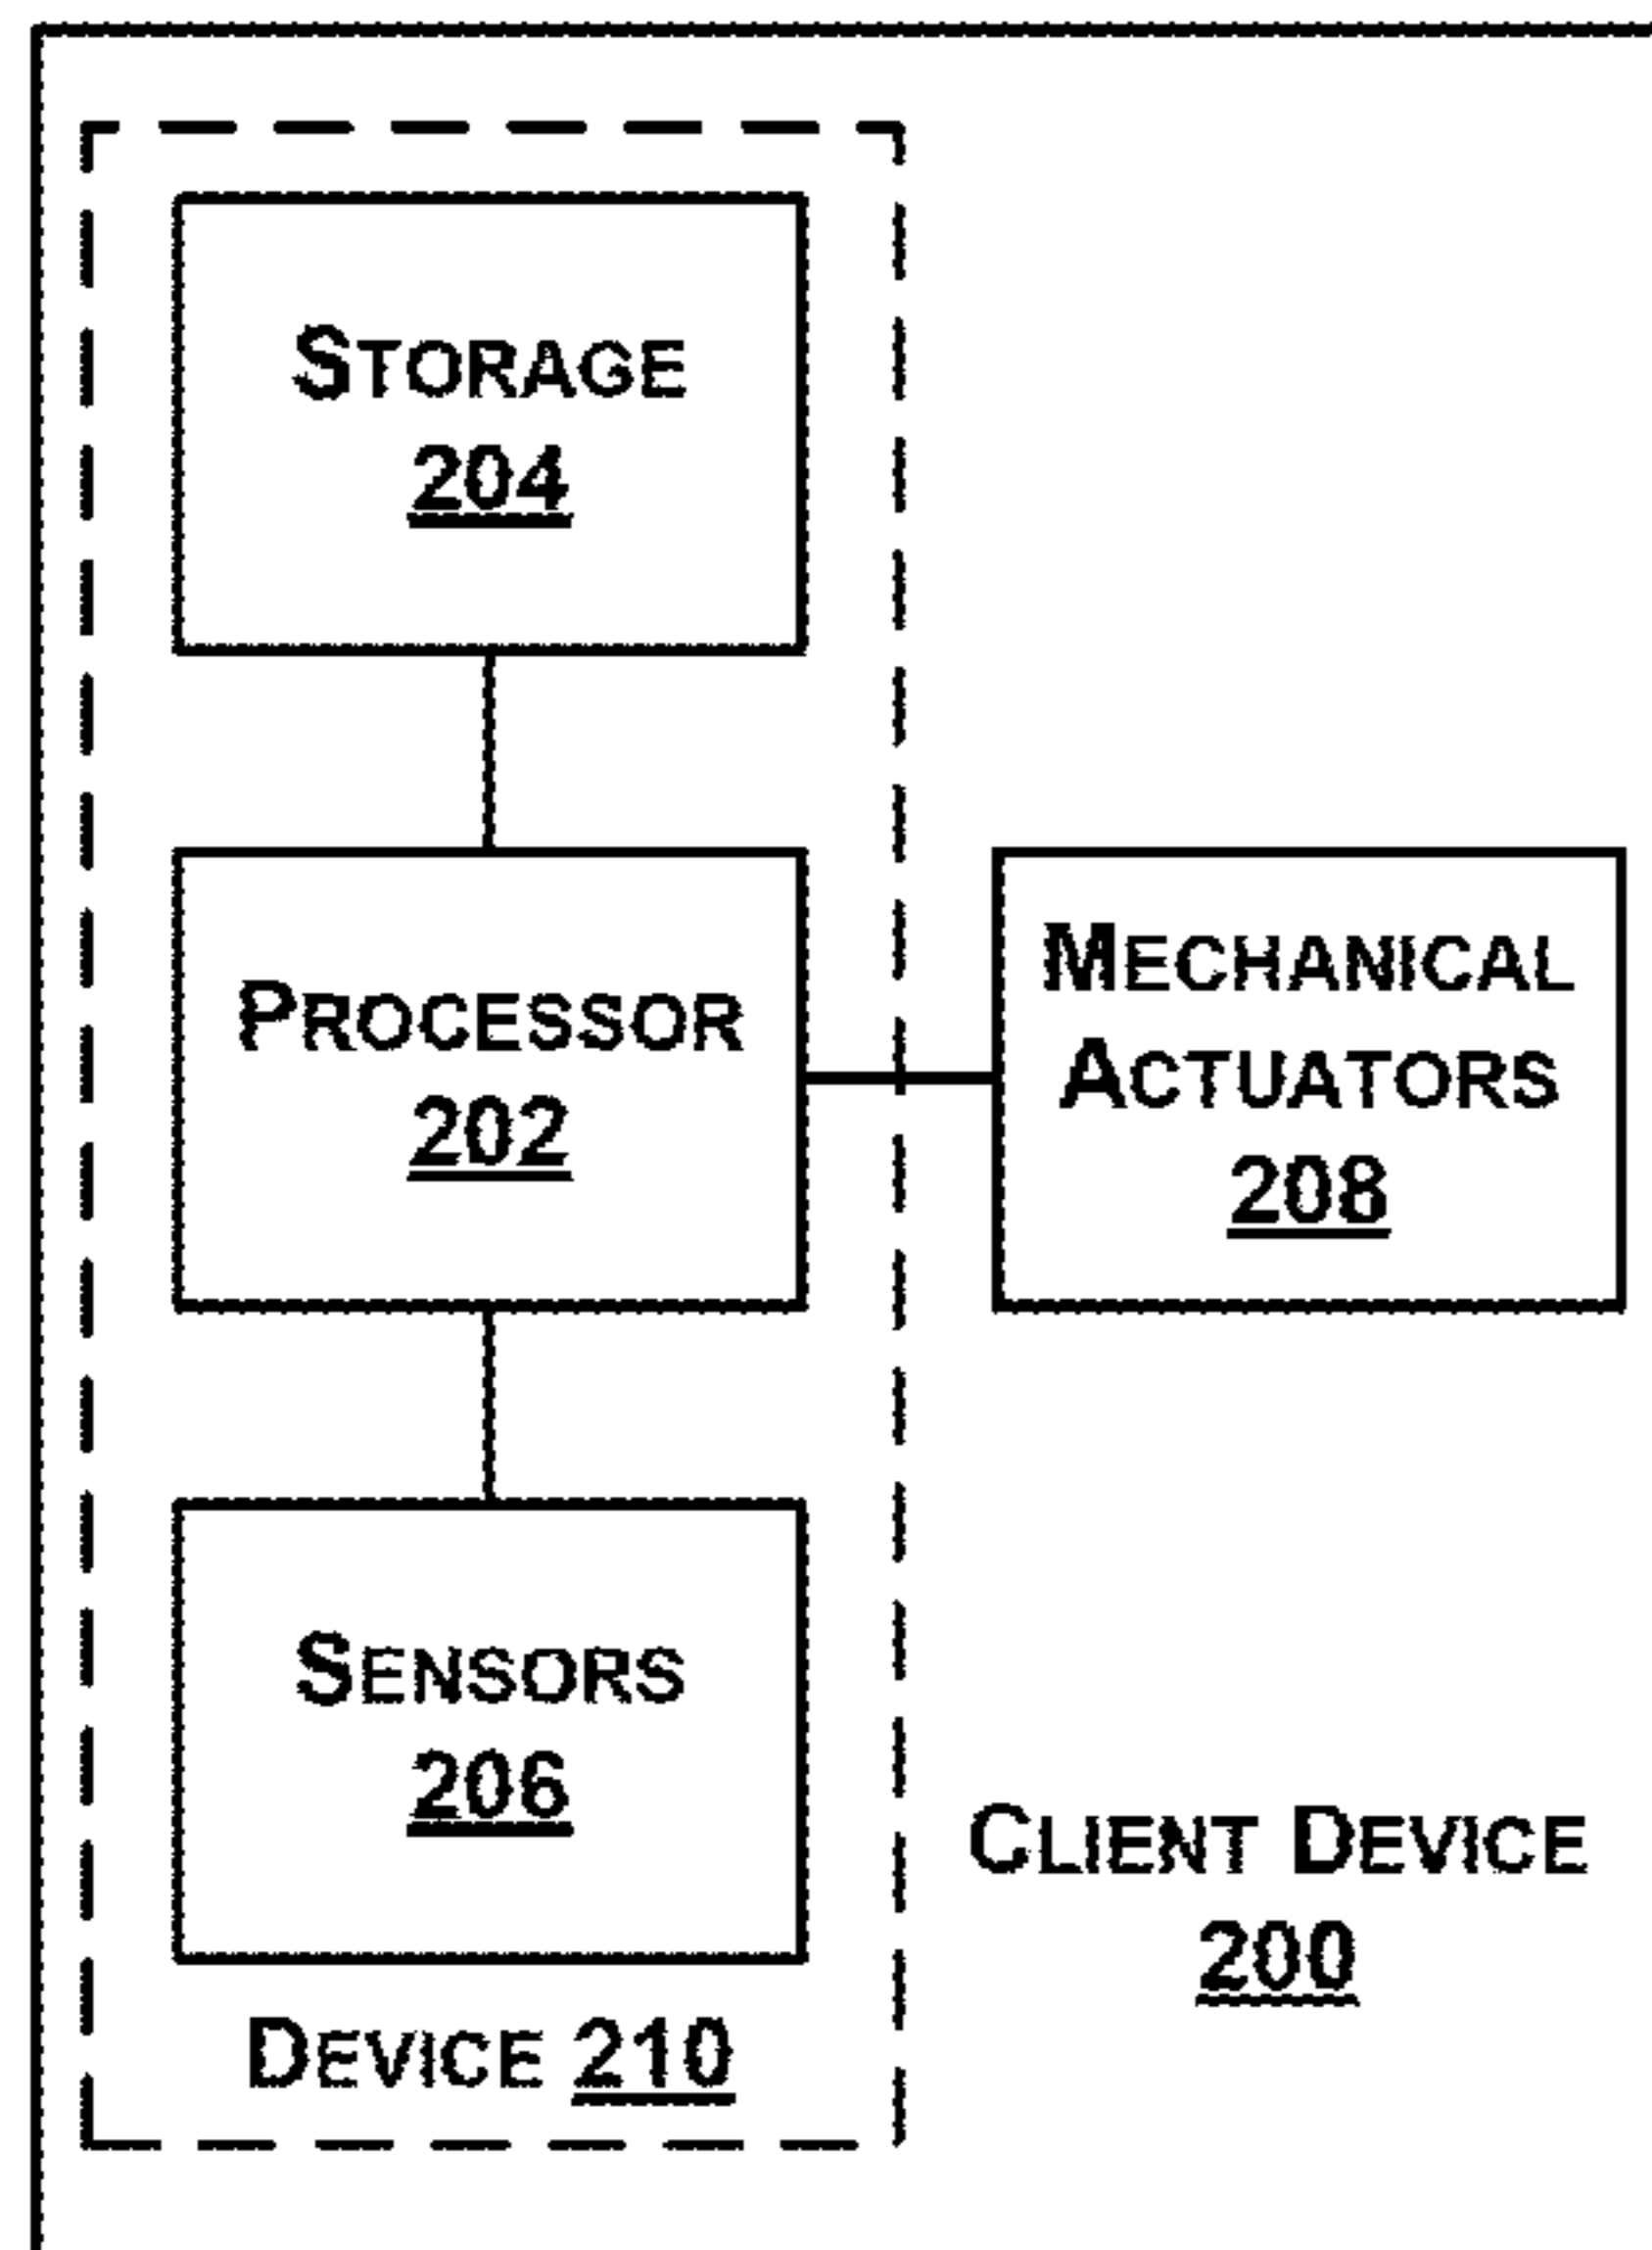 STORAGE
204
PROCESSOR
202
MECHANICAL
ACTUATORS
208
SENSORS
206
CLIENT DEVICE
200
DEVICE 210